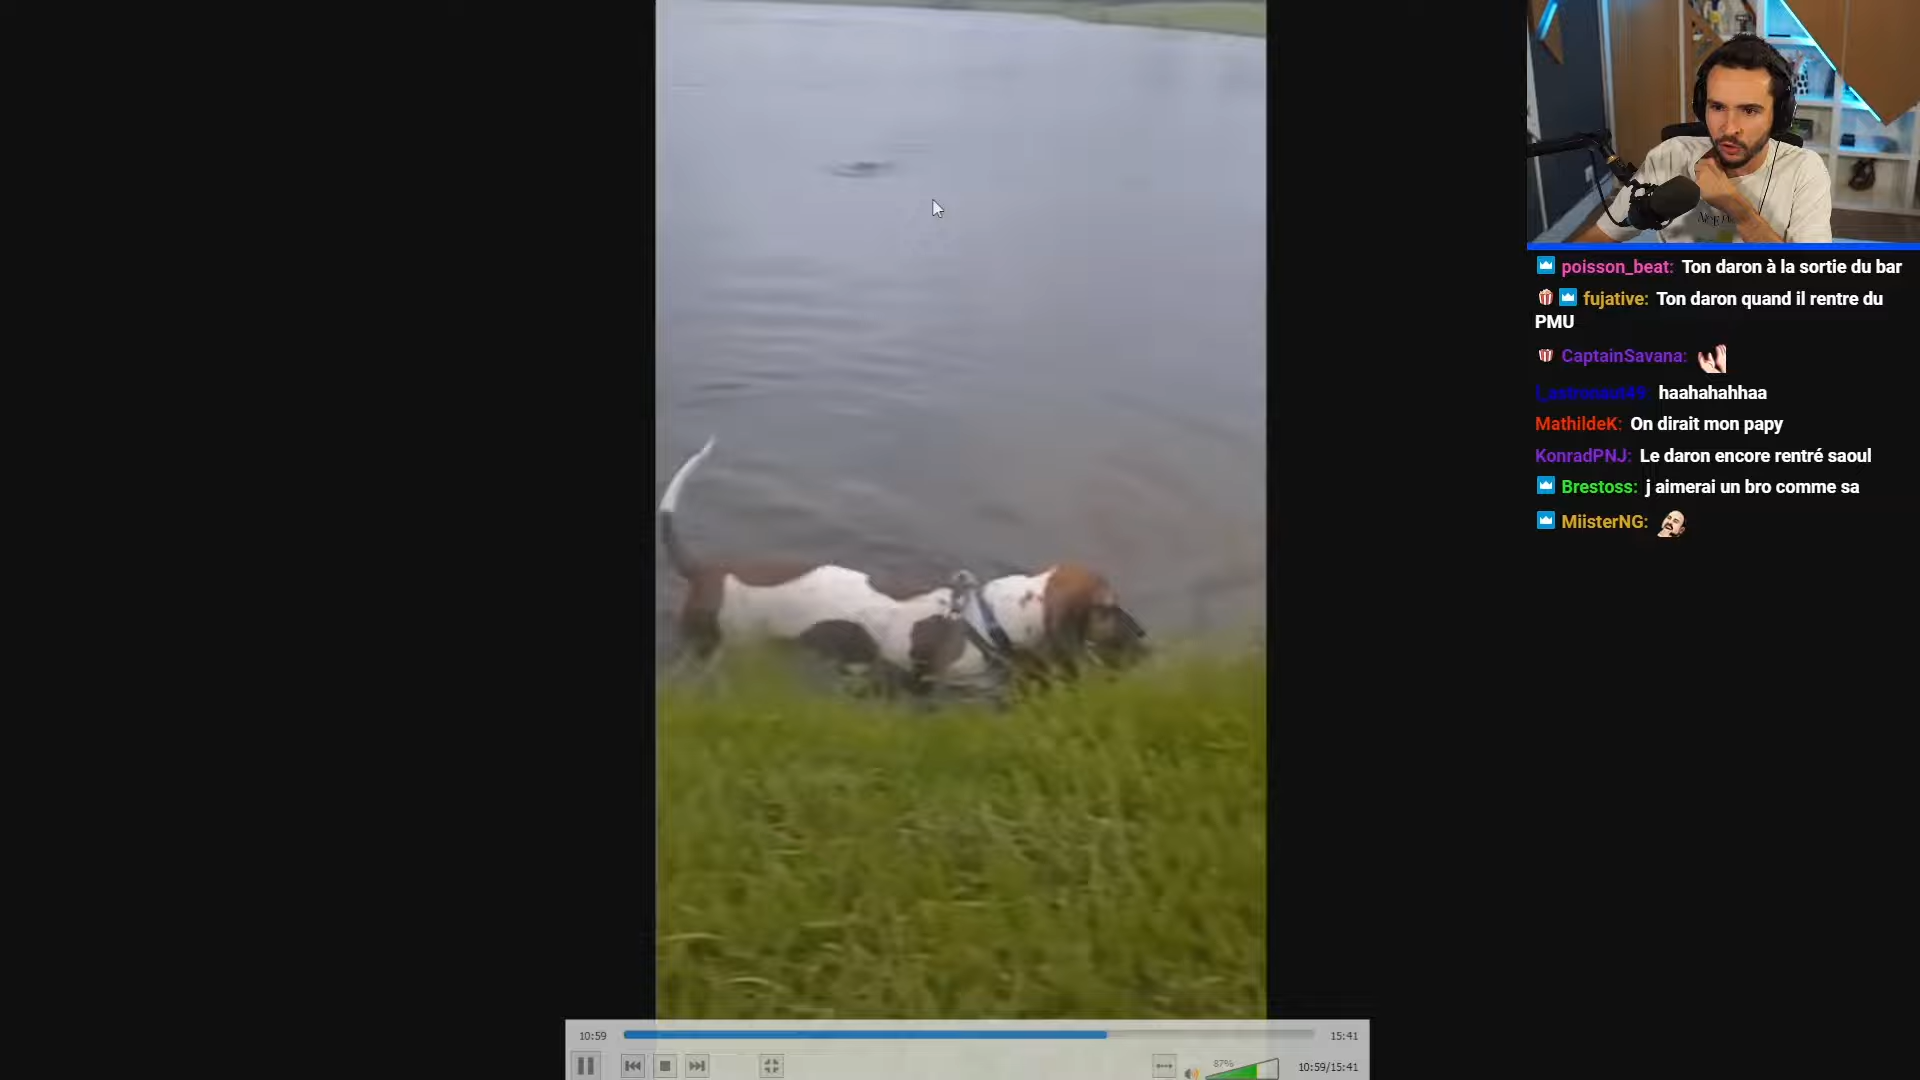 poisson_beat: Ton daron à la sortie du bar
fujative: Ton daron quand il rentre du
PMU
CaptainSavana:
l_astronaut49: haahahahhaa
MathildeK: On dirait mon papy
KonradPNJ: Le daron encore rentré saoul
Brestoss: j aimerai un bro comme sa
MiisterNG:
10:59
15:41
87%
10:59/15:41